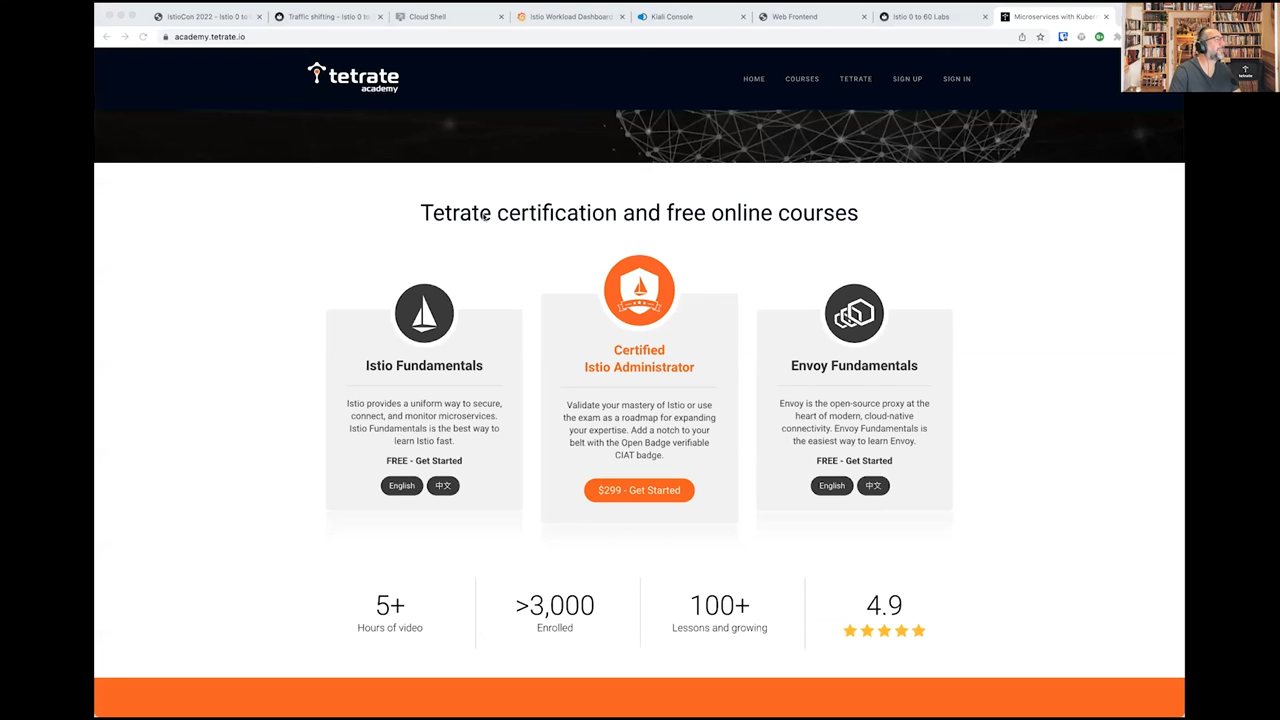 IstioCon 2022 - Istio 0 to
Traffic shifting - Istio 0 to
Cloud Shell
Istio Workload Dashboard
Kiali Console
Web Frontend
Istio 0 to 60 Labs
Microservices with Kuber
academy.tetrate.io
tetrate
academy
HOME
COURSES
TETRATE
SIGN UP
SIGN IN
tetrate
Tetrate certification and free online courses
Istio Fundamentals
Istio provides a uniform way to secure,
connect, and monitor microservices.
Istio Fundamentals is the best way to
learn Istio fast.
FREE - Get Started
English
中文
Certified
Istio Administrator
Validate your mastery of Istio or use
the exam as a roadmap for expanding
your expertise. Add a notch to your
belt with the Open Badge verifiable
CIAT badge.
$299 - Get Started
Envoy Fundamentals
Envoy is the open-source proxy at the
heart of modern, cloud-native
connectivity. Envoy Fundamentals is
the easiest way to learn Envoy.
FREE - Get Started
English
中文
5+
Hours of video
>3,000
Enrolled
100+
Lessons and growing
4.9